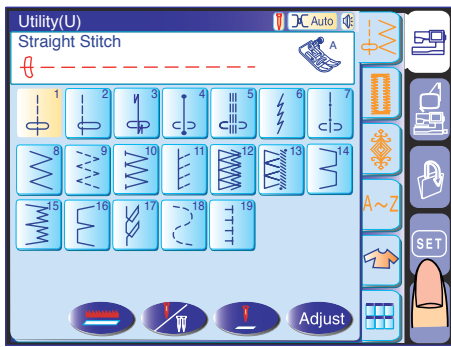 Utility(U) Auto
Straight Stitch A
1 2 3 4 5 6 7
8 9 10 11 12 13 14
15 16 17 18 19
A~Z
SET
Adjust